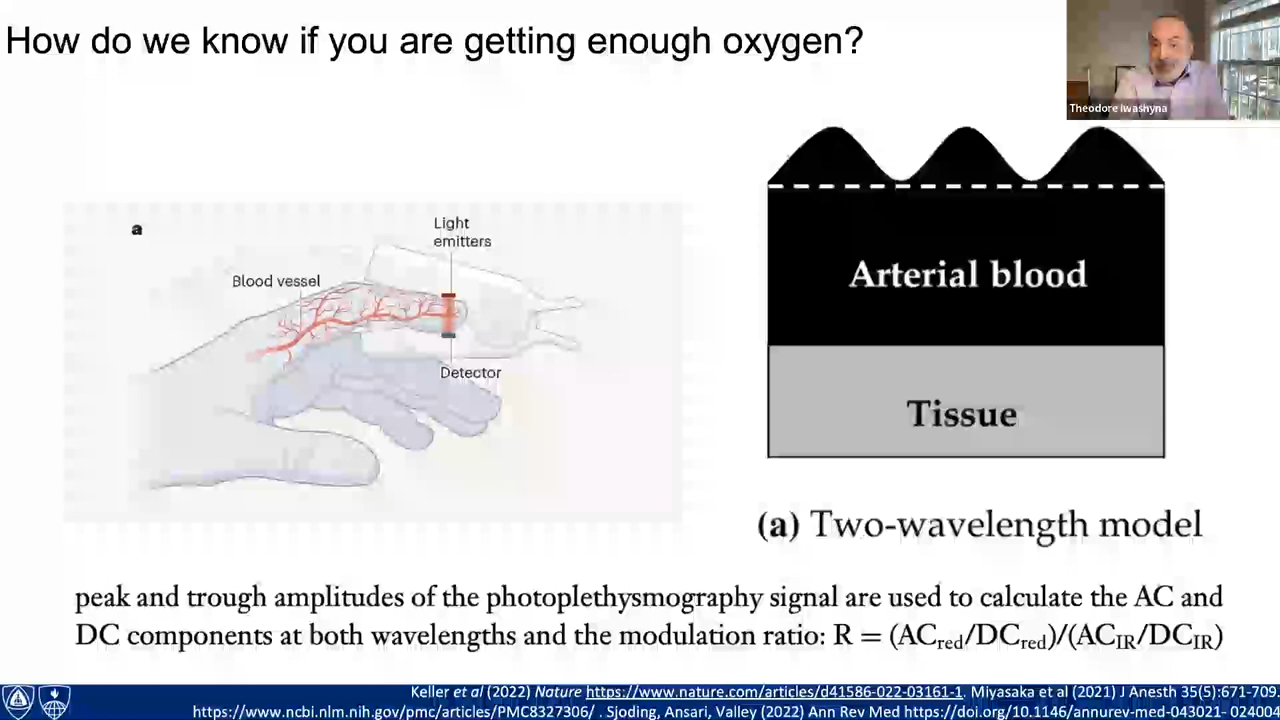 How do we know if you are getting enough oxygen?
Theodore Iwashyna
a
Light
emitters
Blood vessel
Detector
Arterial blood
Tissue
(a) Two-wavelength model
peak and trough amplitudes of the photoplethysmography signal are used to calculate the AC and
DC components at both wavelengths and the modulation ratio: R = (ACred/DCred)/(ACIR/DCIR)
Keller et al (2022) Nature https://www.nature.com/articles/d41586-022-03161-1. Miyasaka et al (2021) J Anesth 35(5):671-709.
https://www.ncbi.nlm.nih.gov/pmc/articles/PMC8327306/ . Sjoding, Ansari, Valley (2022) Ann Rev Med https://doi.org/10.1146/annurev-med-043021- 024004